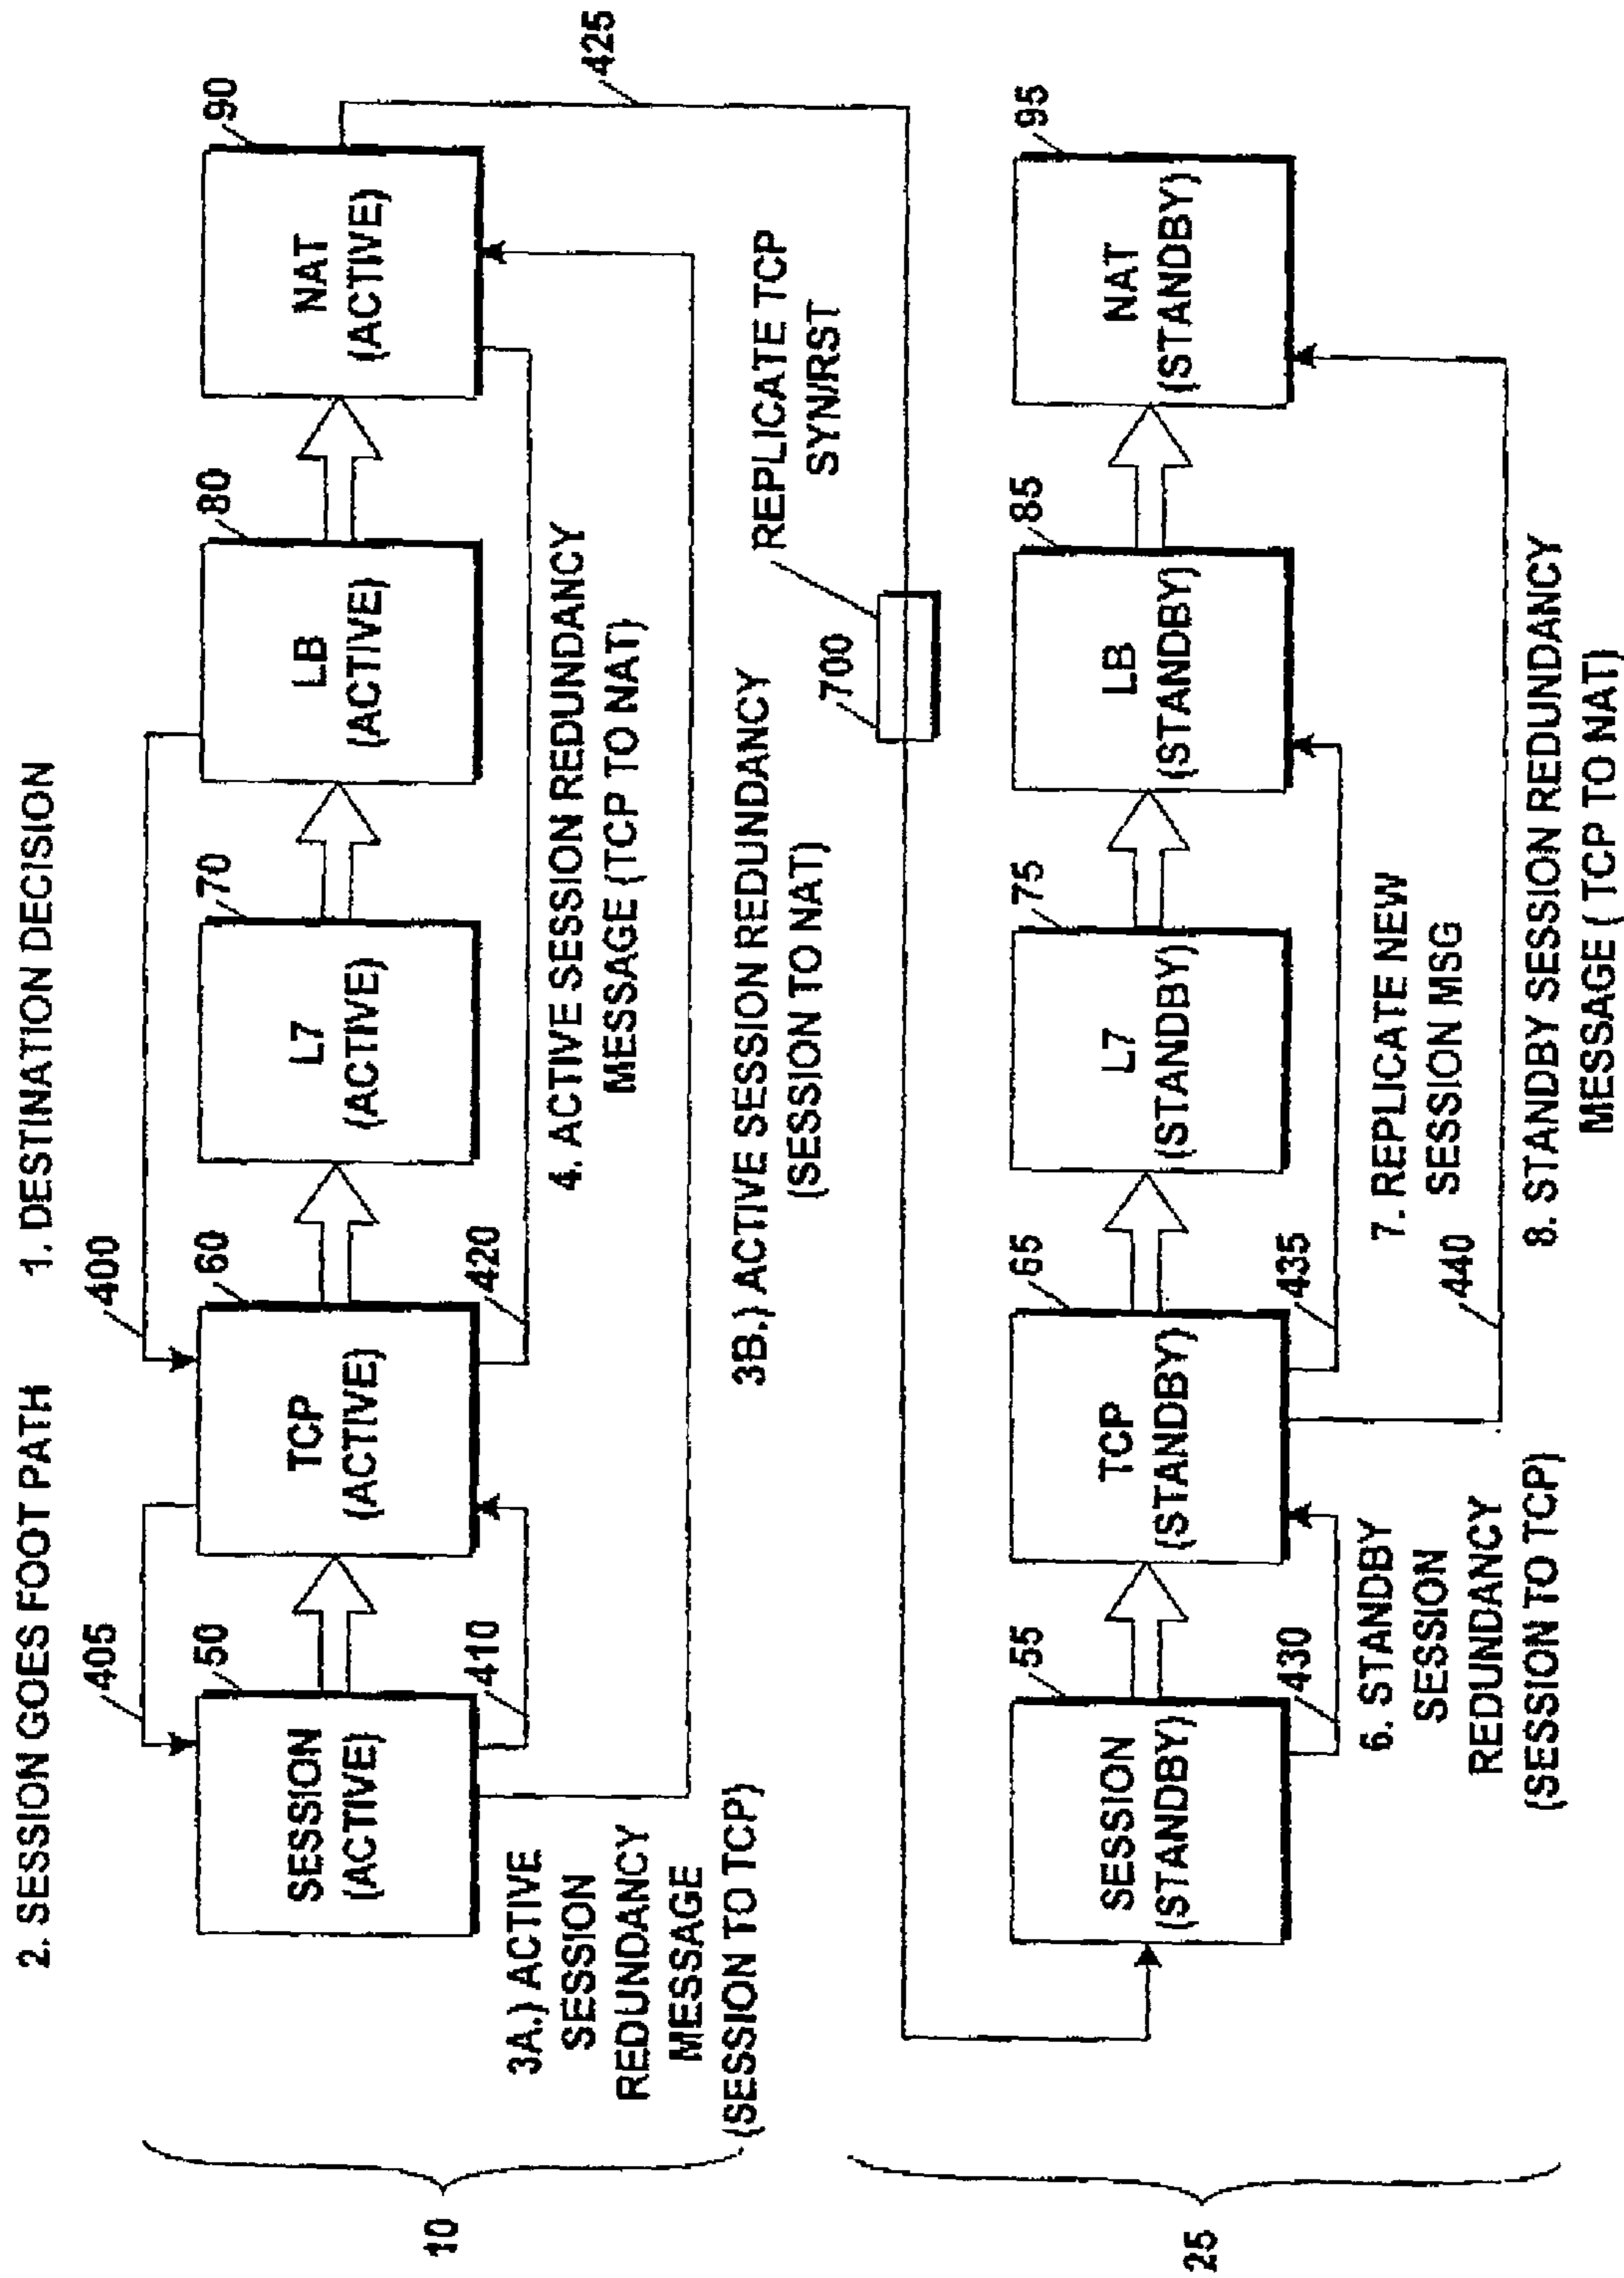 2. SESSION GOES FOOT PATH
1. DESTINATION DECISION
405
400
50
60
70
80
90
SESSION
(ACTIVE)
TCP
(ACTIVE)
L7
(ACTIVE)
LB
(ACTIVE)
NAT
(ACTIVE)
410
420
425
3A.) ACTIVE
SESSION
REDUNDANCY
MESSAGE
(SESSION TO TCP)
4. ACTIVE SESSION REDUNDANCY
MESSAGE (TCP TO NAT)
3B.) ACTIVE SESSION REDUNDANCY
(SESSION TO NAT)
10
REPLICATE TCP
SYN/RST
700
55
65
75
85
95
SESSION
(STANDBY)
TCP
(STANDBY)
L7
(STANDBY)
LB
(STANDBY)
NAT
(STANDBY)
430
435
440
6. STANDBY
SESSION
REDUNDANCY
(SESSION TO TCP)
7. REPLICATE NEW
SESSION MSG
8. STANDBY SESSION REDUNDANCY
MESSAGE ( TCP TO NAT)
25